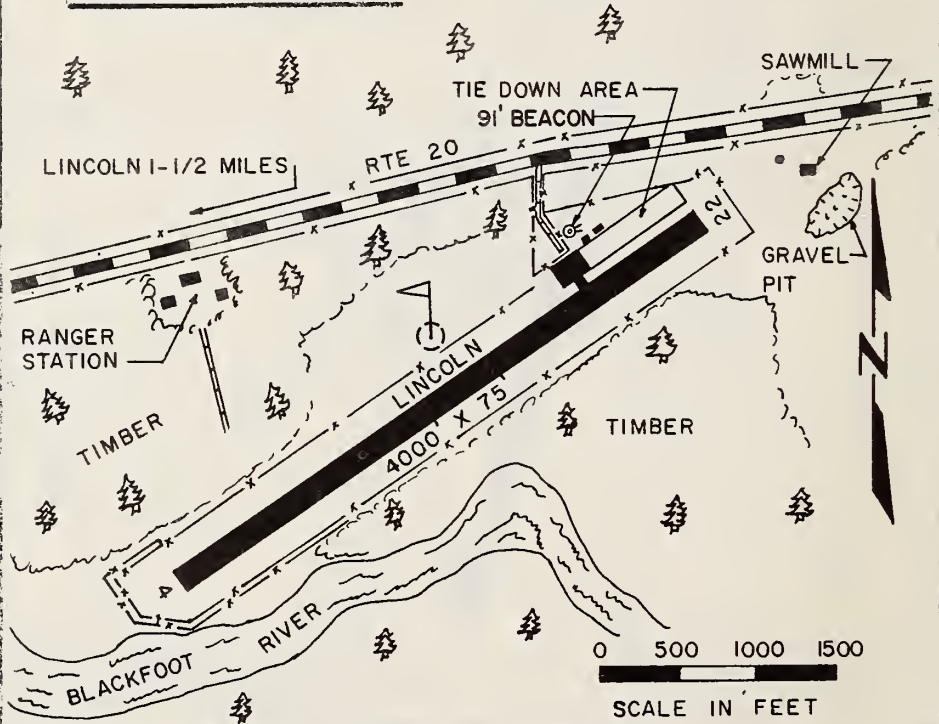 SAWMILL
TIE DOWN AREA
91' BEACON
LINCOLN 1-1/2 MILES
RTE 20
22
GRAVEL
PIT
RANGER
STATION
N
LINCOLN
4000' X 75'
TIMBER
TIMBER
4
BLACKFOOT RIVER
0 500 1000 1500
SCALE IN FEET